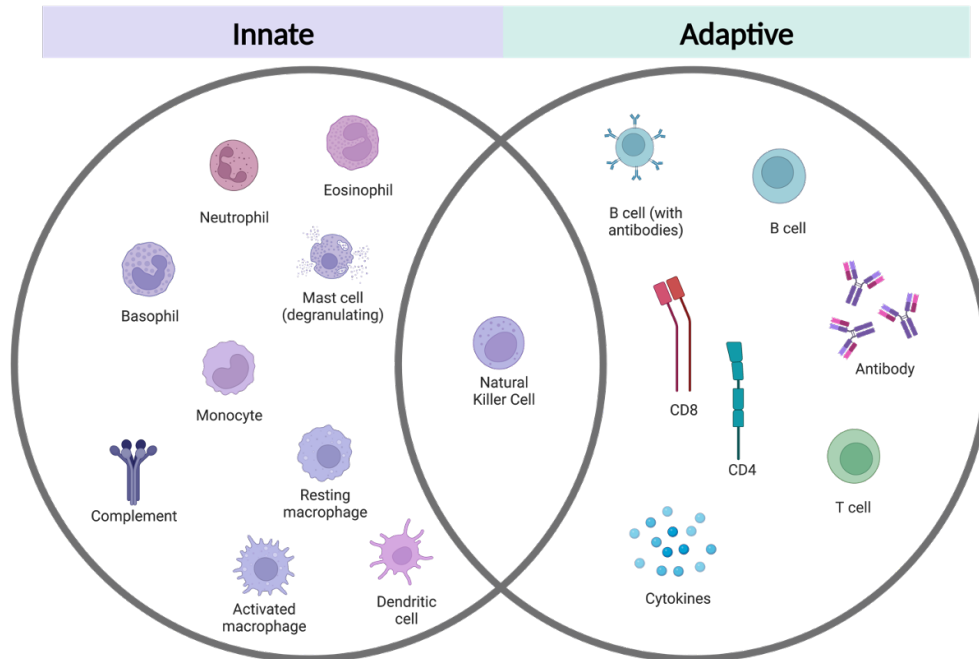 Innate
Adaptive
Eosinophil
Neutrophil
B cell (with
antibodies)
B cell
Mast cell
(degranulating)
Basophil
Natural
Killer Cell
Antibody
Monocyte
CD8
CD4
Resting
macrophage
Complement
T cell
Cytokines
Dendritic
cell
Activated
macrophage